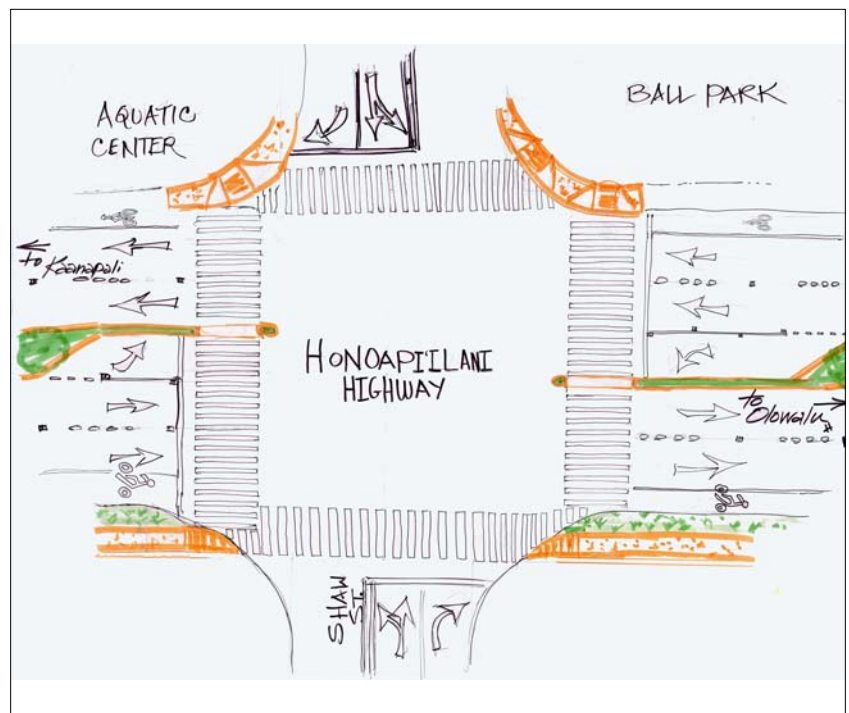 AQUATIC
CENTER
BALL PARK
to Kaanapali
HONOAPI'ILANI
HIGHWAY
to
Olowalu
SHAW
ST.